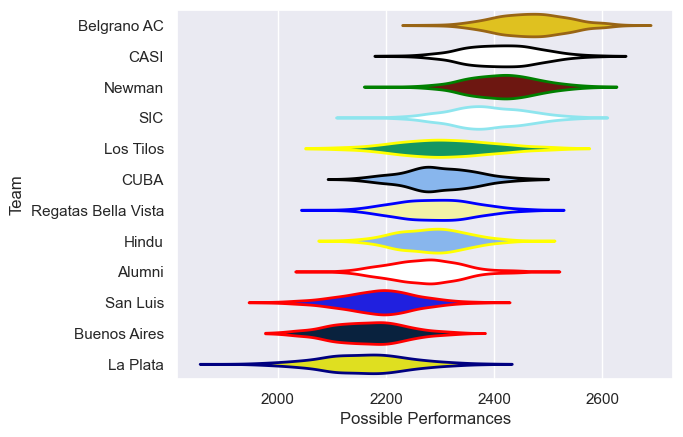 Belgrano AC
CASI
Newman
SIC
Los Tilos
CUBA
Regatas Bella Vista
Hindu
Alumni
San Luis
Buenos Aires
La Plata
Team
2000 2200 2400 2600
Possible Performances